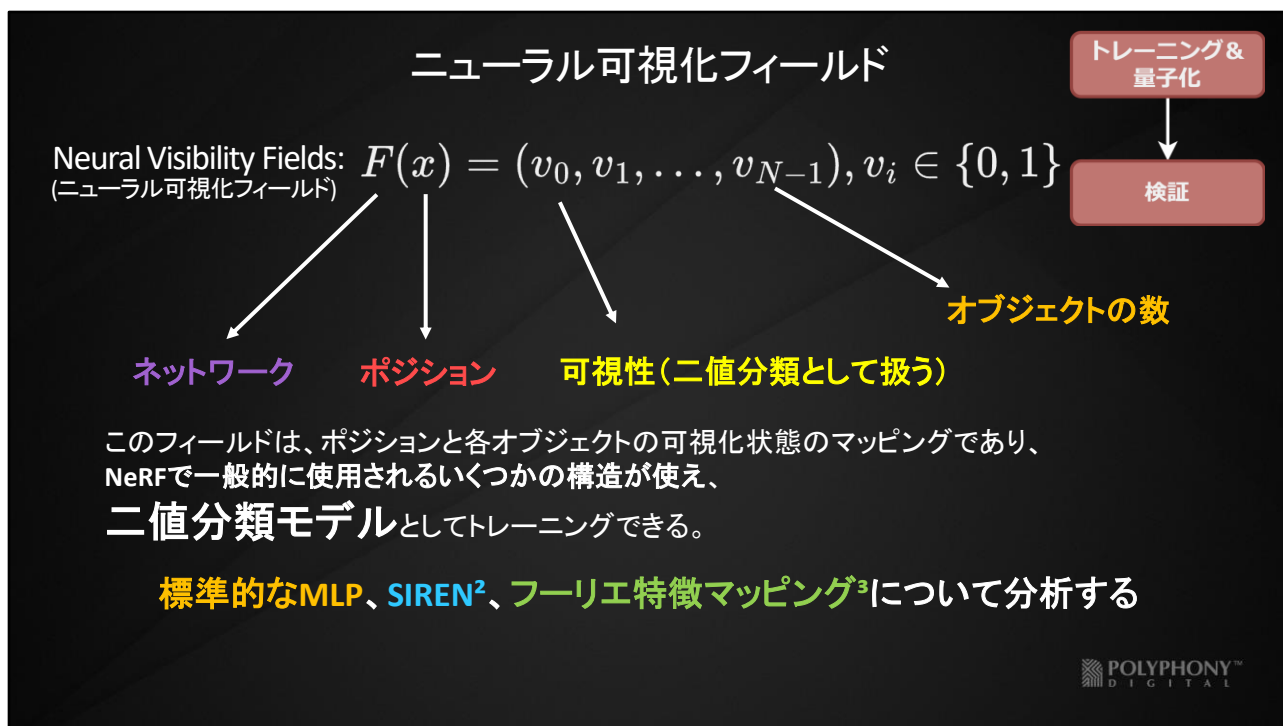 ニューラル可視化フィールド
トレーニング&
量子化
検証
Neural Visibility Fields: F(x) = (v₀, v₁, . . . , v_{N−1}), vᵢ ∈ {0, 1}
(ニューラル可視化フィールド)
オブジェクトの数
ネットワーク ポジション 可視性(二値分類として扱う)
このフィールドは、ポジションと各オブジェクトの可視化状態のマッピングであり、
NeRFで一般的に使用されるいくつかの構造が使え、
二値分類モデルとしてトレーニングできる。
標準的なMLP、SIREN²、フーリエ特徴マッピング³について分析する
POLYPHONY™
DIGITAL